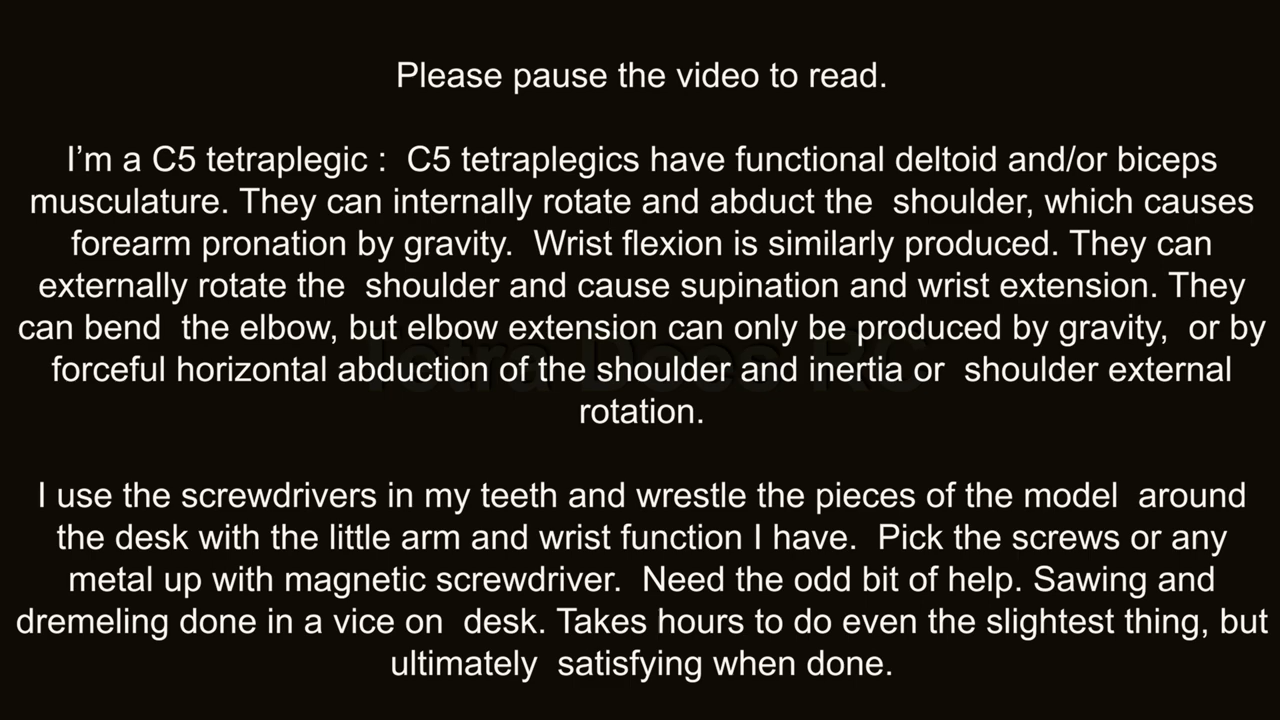 Please pause the video to read.
I’m a C5 tetraplegic :  C5 tetraplegics have functional deltoid and/or biceps
musculature. They can internally rotate and abduct the  shoulder, which causes
forearm pronation by gravity.  Wrist flexion is similarly produced. They can
externally rotate the  shoulder and cause supination and wrist extension. They
can bend  the elbow, but elbow extension can only be produced by gravity,  or by
forceful horizontal abduction of the shoulder and inertia or  shoulder external
rotation.
I use the screwdrivers in my teeth and wrestle the pieces of the model  around
the desk with the little arm and wrist function I have.  Pick the screws or any
metal up with magnetic screwdriver.  Need the odd bit of help. Sawing and
dremeling done in a vice on  desk. Takes hours to do even the slightest thing, but
ultimately  satisfying when done.
Tetra Does RC